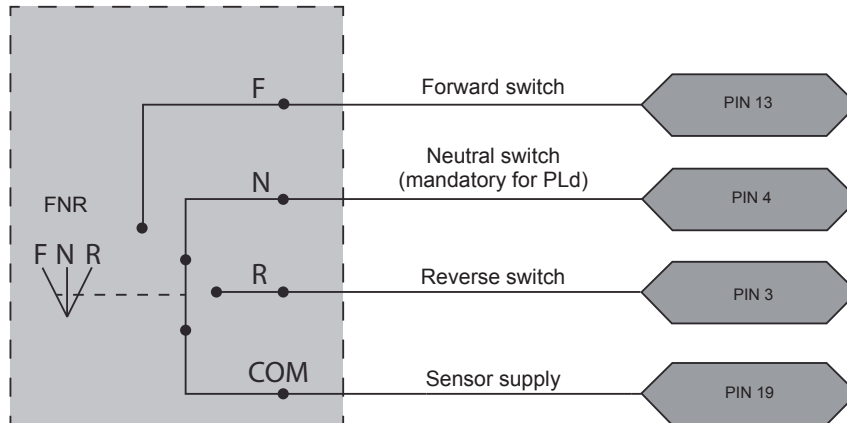 F
Forward switch
PIN 13
Neutral switch
(mandatory for PLd)
N
PIN 4
FNR
F N R
R
Reverse switch
PIN 3
COM
Sensor supply
PIN 19